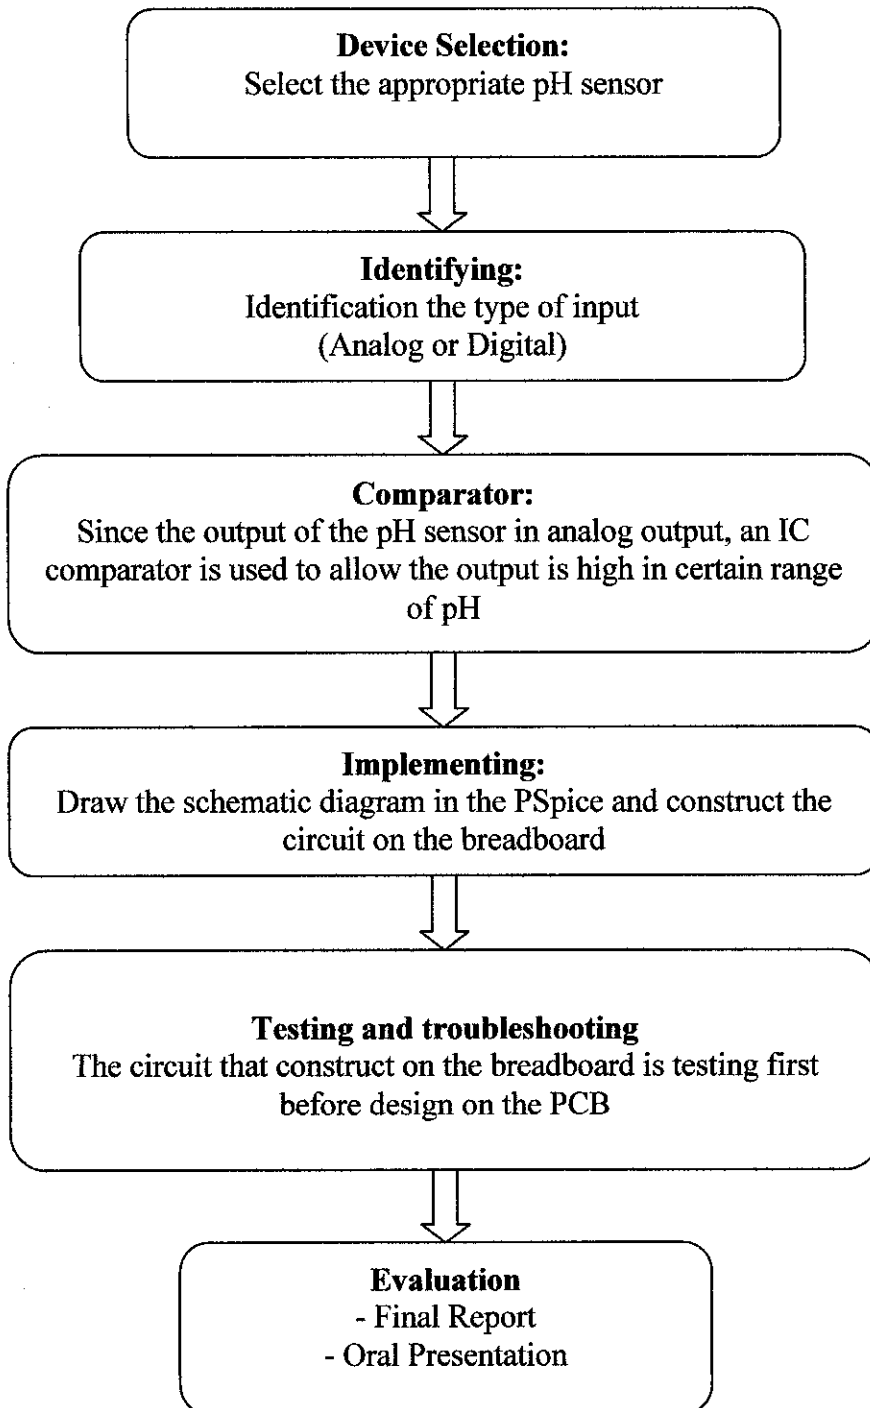 Device Selection:
Select the appropriate pH sensor
Identifying:
Identification the type of input
(Analog or Digital)
Comparator:
Since the output of the pH sensor in analog output, an IC
comparator is used to allow the output is high in certain range
of pH
Implementing:
Draw the schematic diagram in the PSpice and construct the
circuit on the breadboard
Testing and troubleshooting
The circuit that construct on the breadboard is testing first
before design on the PCB
Evaluation
- Final Report
- Oral Presentation